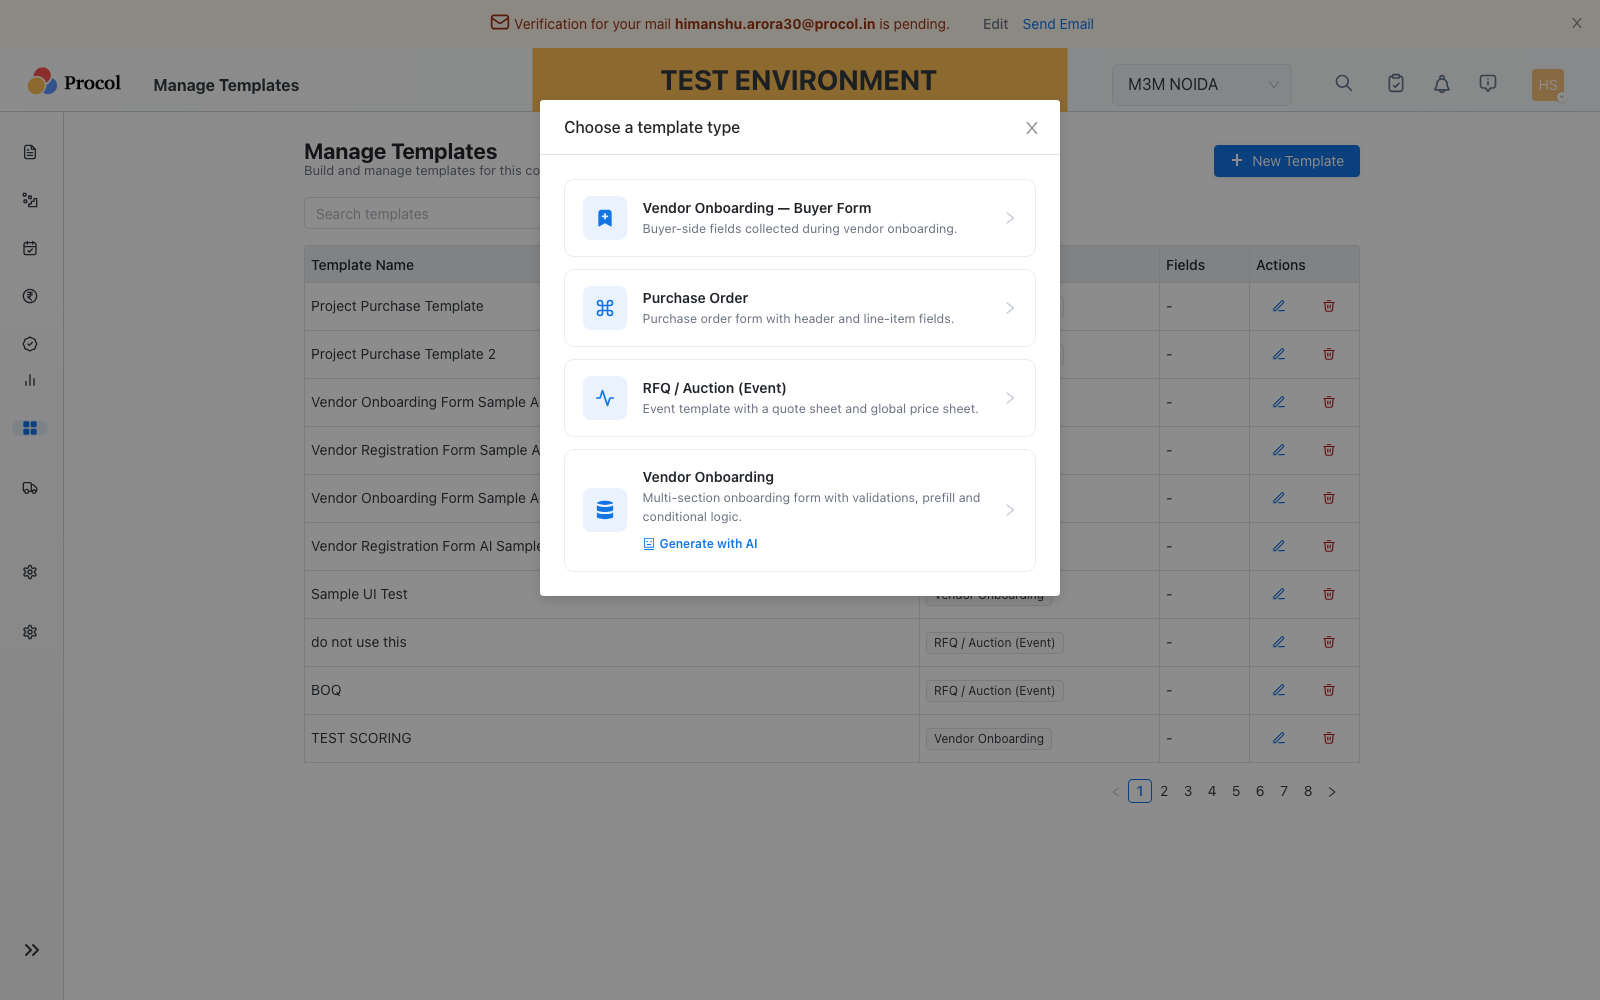 Verification for your mail himanshu.arora30@procol.in is pending. Edit Send Email
Procol
Manage Templates
TEST ENVIRONMENT
M3M NOIDA
HS
Manage Templates
Build and manage templates for this co
New Template
Search templates
Template Name
Fields
Actions
Project Purchase Template
-
Project Purchase Template 2
-
Vendor Onboarding Form Sample A
-
Vendor Registration Form Sample A
-
Vendor Onboarding Form Sample A
-
Vendor Registration Form AI Sample
-
Sample UI Test
Vendor Onboarding
-
do not use this
RFQ / Auction (Event)
-
BOQ
RFQ / Auction (Event)
-
TEST SCORING
Vendor Onboarding
-
1 2 3 4 5 6 7 8
Choose a template type
Vendor Onboarding — Buyer Form
Buyer-side fields collected during vendor onboarding.
Purchase Order
Purchase order form with header and line-item fields.
RFQ / Auction (Event)
Event template with a quote sheet and global price sheet.
Vendor Onboarding
Multi-section onboarding form with validations, prefill and
conditional logic.
Generate with AI